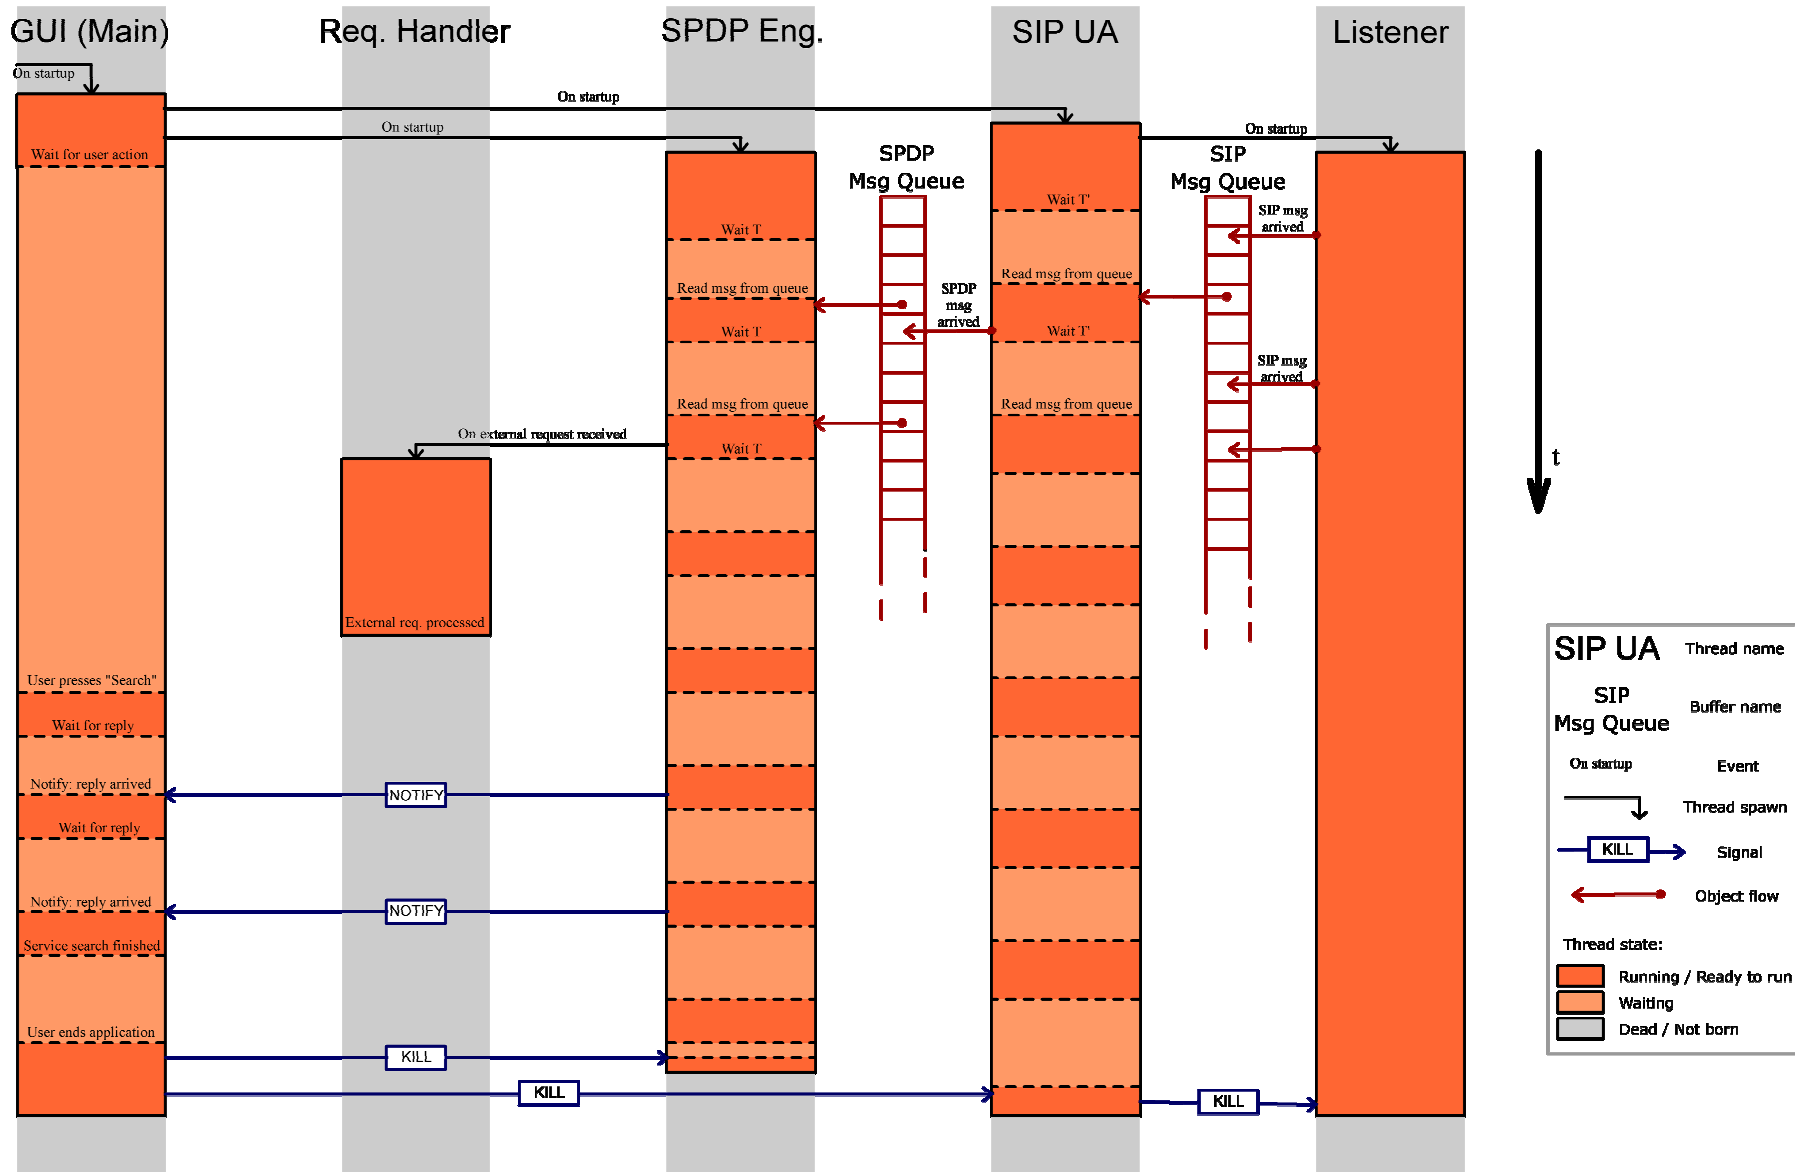 GUI (Main)
Req. Handler
SPDP Eng.
SIP UA
Listener
On startup
On startup
On startup
On startup
Wait for user action
SPDP
Msg Queue
SIP
Msg Queue
Wait T'
SIP msg
arrived
Wait T
Read msg from queue
Read msg from queue
SPDP
msg
arrived
Wait T
Wait T'
SIP msg
arrived
Read msg from queue
Read msg from queue
On external request received
Wait T
t
External req. processed
User presses "Search"
Wait for reply
Notify: reply arrived
NOTIFY
Wait for reply
Notify: reply arrived
NOTIFY
Service search finished
User ends application
KILL
KILL
KILL
SIP UA
Thread name
SIP
Msg Queue
Buffer name
On startup
Event
Thread spawn
KILL
Signal
Object flow
Thread state:
Running / Ready to run
Waiting
Dead / Not born